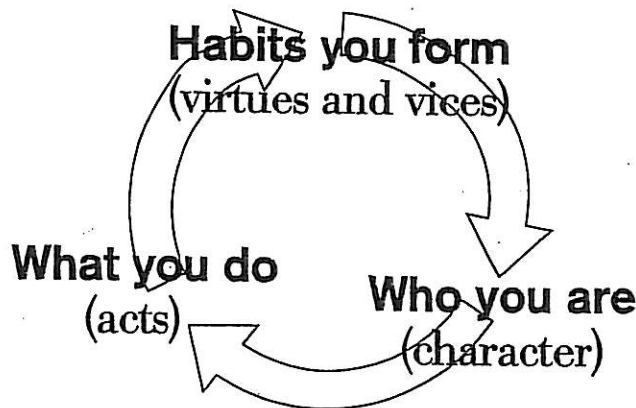 Habits you form
(virtues and vices)
What you do
(acts)
Who you are
(character)